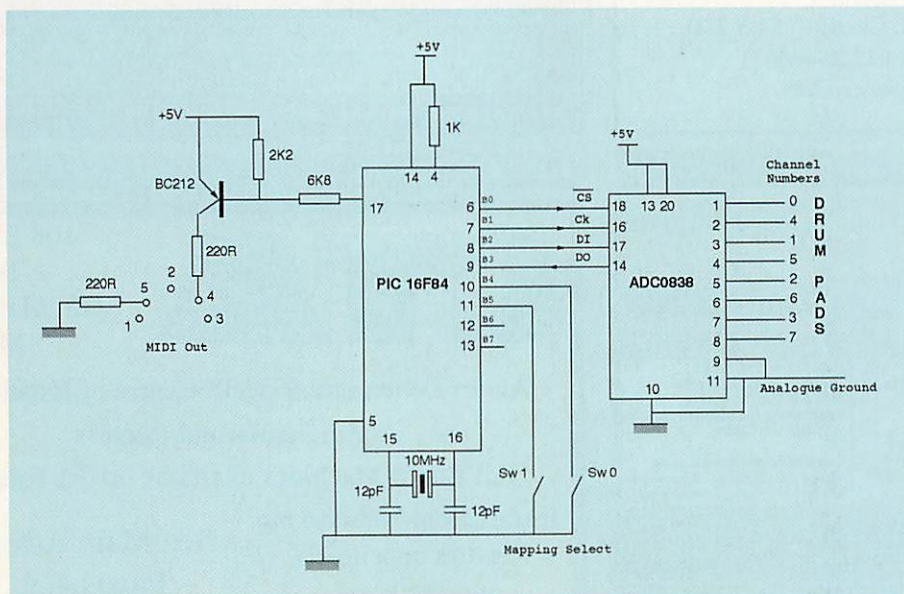 +5V
+5V
1K
2K2
BC212
6K8
14 4
17
220R
220R
5
2
4
1
3
MIDI Out
PIC 16F84
6 B0
7 B1
8 B2
9 B3
10 B4
11 B5
12 B6
13 B7
5
15 16
10MHz
12pF
12pF
CS
Ck
DI
DO
+5V
18 13 20
16
17
14
ADC0838
1
2
3
4
5
6
7
8
9
10 11
Channel
Numbers
0
4
1
5
2
6
3
7
DRUM PADS
Analogue Ground
Sw1
Sw0
Mapping Select